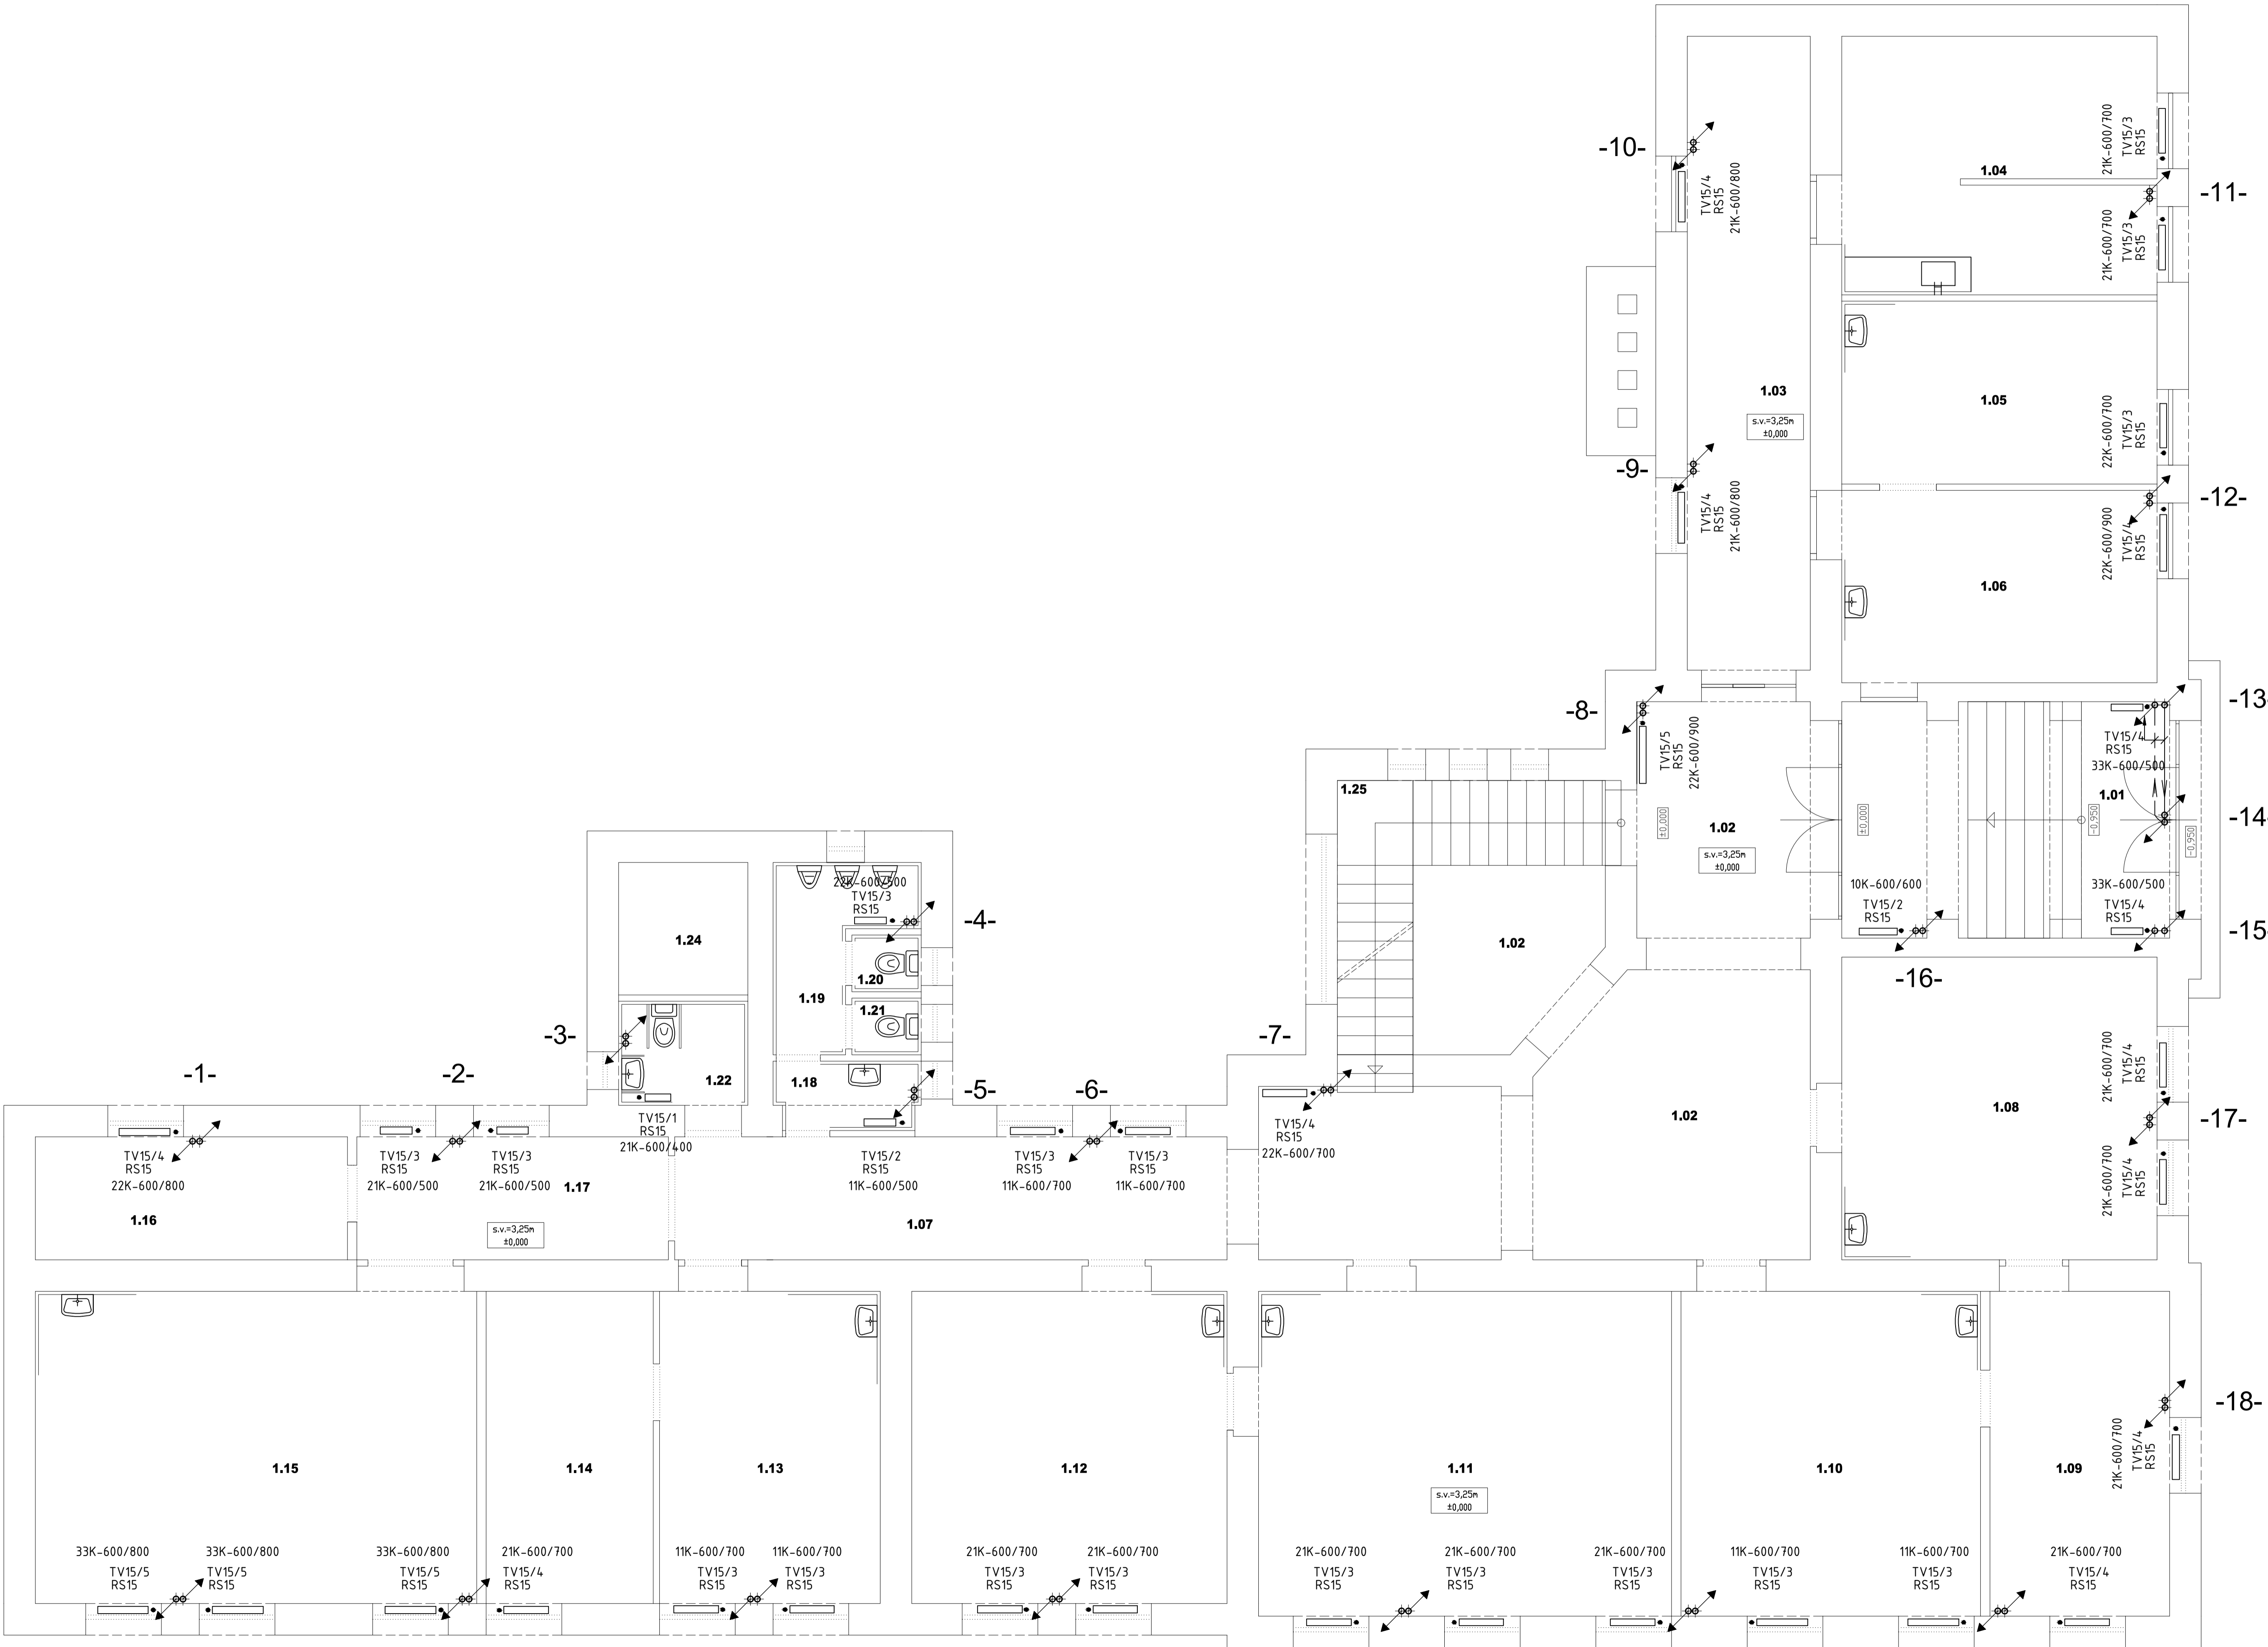 -10-
TV15/4
RS15
21K-600/800
1.04
21K-600/700
TV15/3
RS15
-11-
21K-600/700
TV15/3
RS15
1.03
s.v.=3,25m
±0,000
1.05
22K-600/700
TV15/3
RS15
-9-
TV15/4
RS15
21K-600/800
-12-
22K-600/900
TV15/4
RS15
1.06
-8-
TV15/5
RS15
22K-600/900
-13
TV15/4
RS15
33K-600/500
1.01
1.25
±0,000
1.02
s.v.=3,25m
±0,000
±0,000
-0,950
-0,950
-14
10K-600/600
TV15/2
RS15
33K-600/500
TV15/4
RS15
-15
-16-
22K-600/500
TV15/3
RS15
-4-
1.24
1.20
1.19
1.21
1.02
-3-
-7-
1.22
1.18
-5-
-6-
-1-
-2-
TV15/4
RS15
22K-600/800
TV15/3
RS15
21K-600/500
TV15/3
RS15
21K-600/500
TV15/1
RS15
21K-600/400
TV15/2
RS15
11K-600/500
TV15/3
RS15
11K-600/700
TV15/3
RS15
11K-600/700
TV15/4
RS15
22K-600/700
1.02
1.08
21K-600/700
TV15/4
RS15
-17-
21K-600/700
TV15/4
RS15
1.16
1.17
s.v.=3,25m
±0,000
1.07
-18-
21K-600/700
TV15/4
RS15
1.15
1.14
1.13
1.12
1.11
s.v.=3,25m
±0,000
1.10
1.09
33K-600/800
TV15/5
RS15
33K-600/800
TV15/5
RS15
33K-600/800
TV15/5
RS15
21K-600/700
TV15/4
RS15
11K-600/700
TV15/3
RS15
11K-600/700
TV15/3
RS15
21K-600/700
TV15/3
RS15
21K-600/700
TV15/3
RS15
21K-600/700
TV15/3
RS15
21K-600/700
TV15/3
RS15
21K-600/700
TV15/3
RS15
11K-600/700
TV15/3
RS15
11K-600/700
TV15/3
RS15
21K-600/700
TV15/4
RS15